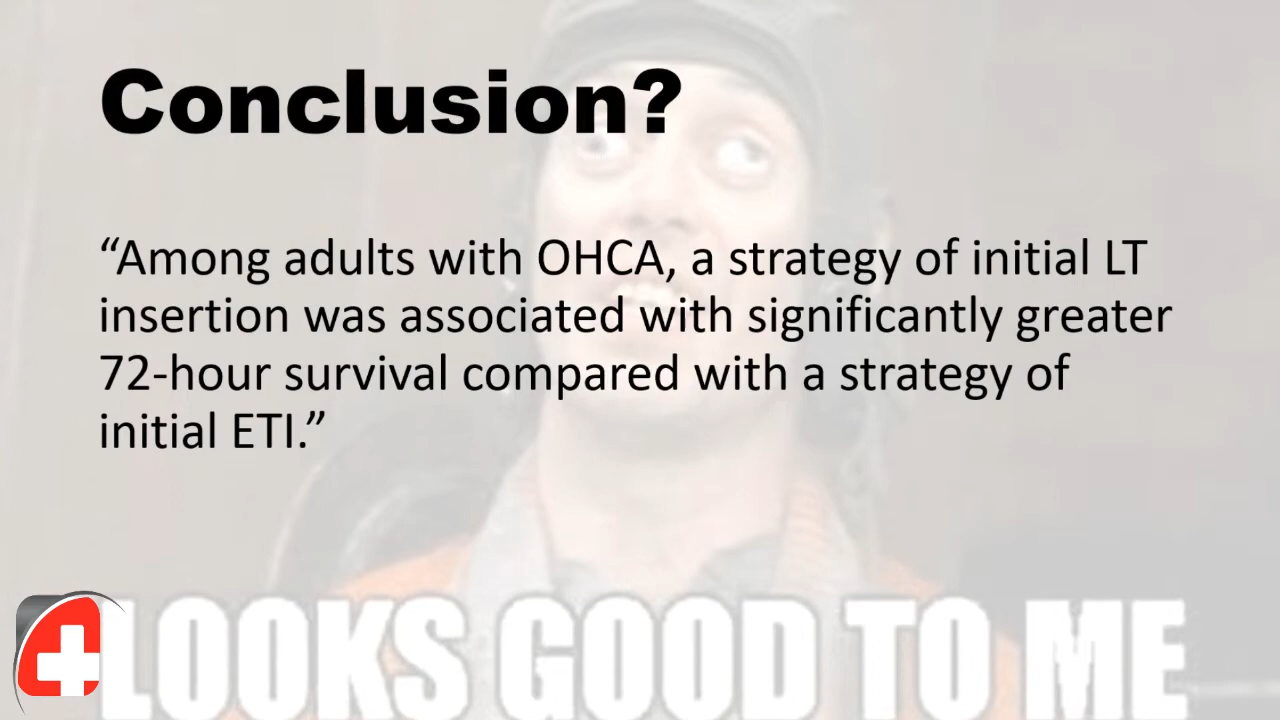 Conclusion?
“Among adults with OHCA, a strategy of initial LT
insertion was associated with significantly greater
72-hour survival compared with a strategy of
initial ETI.”
LOOKS GOOD TO ME